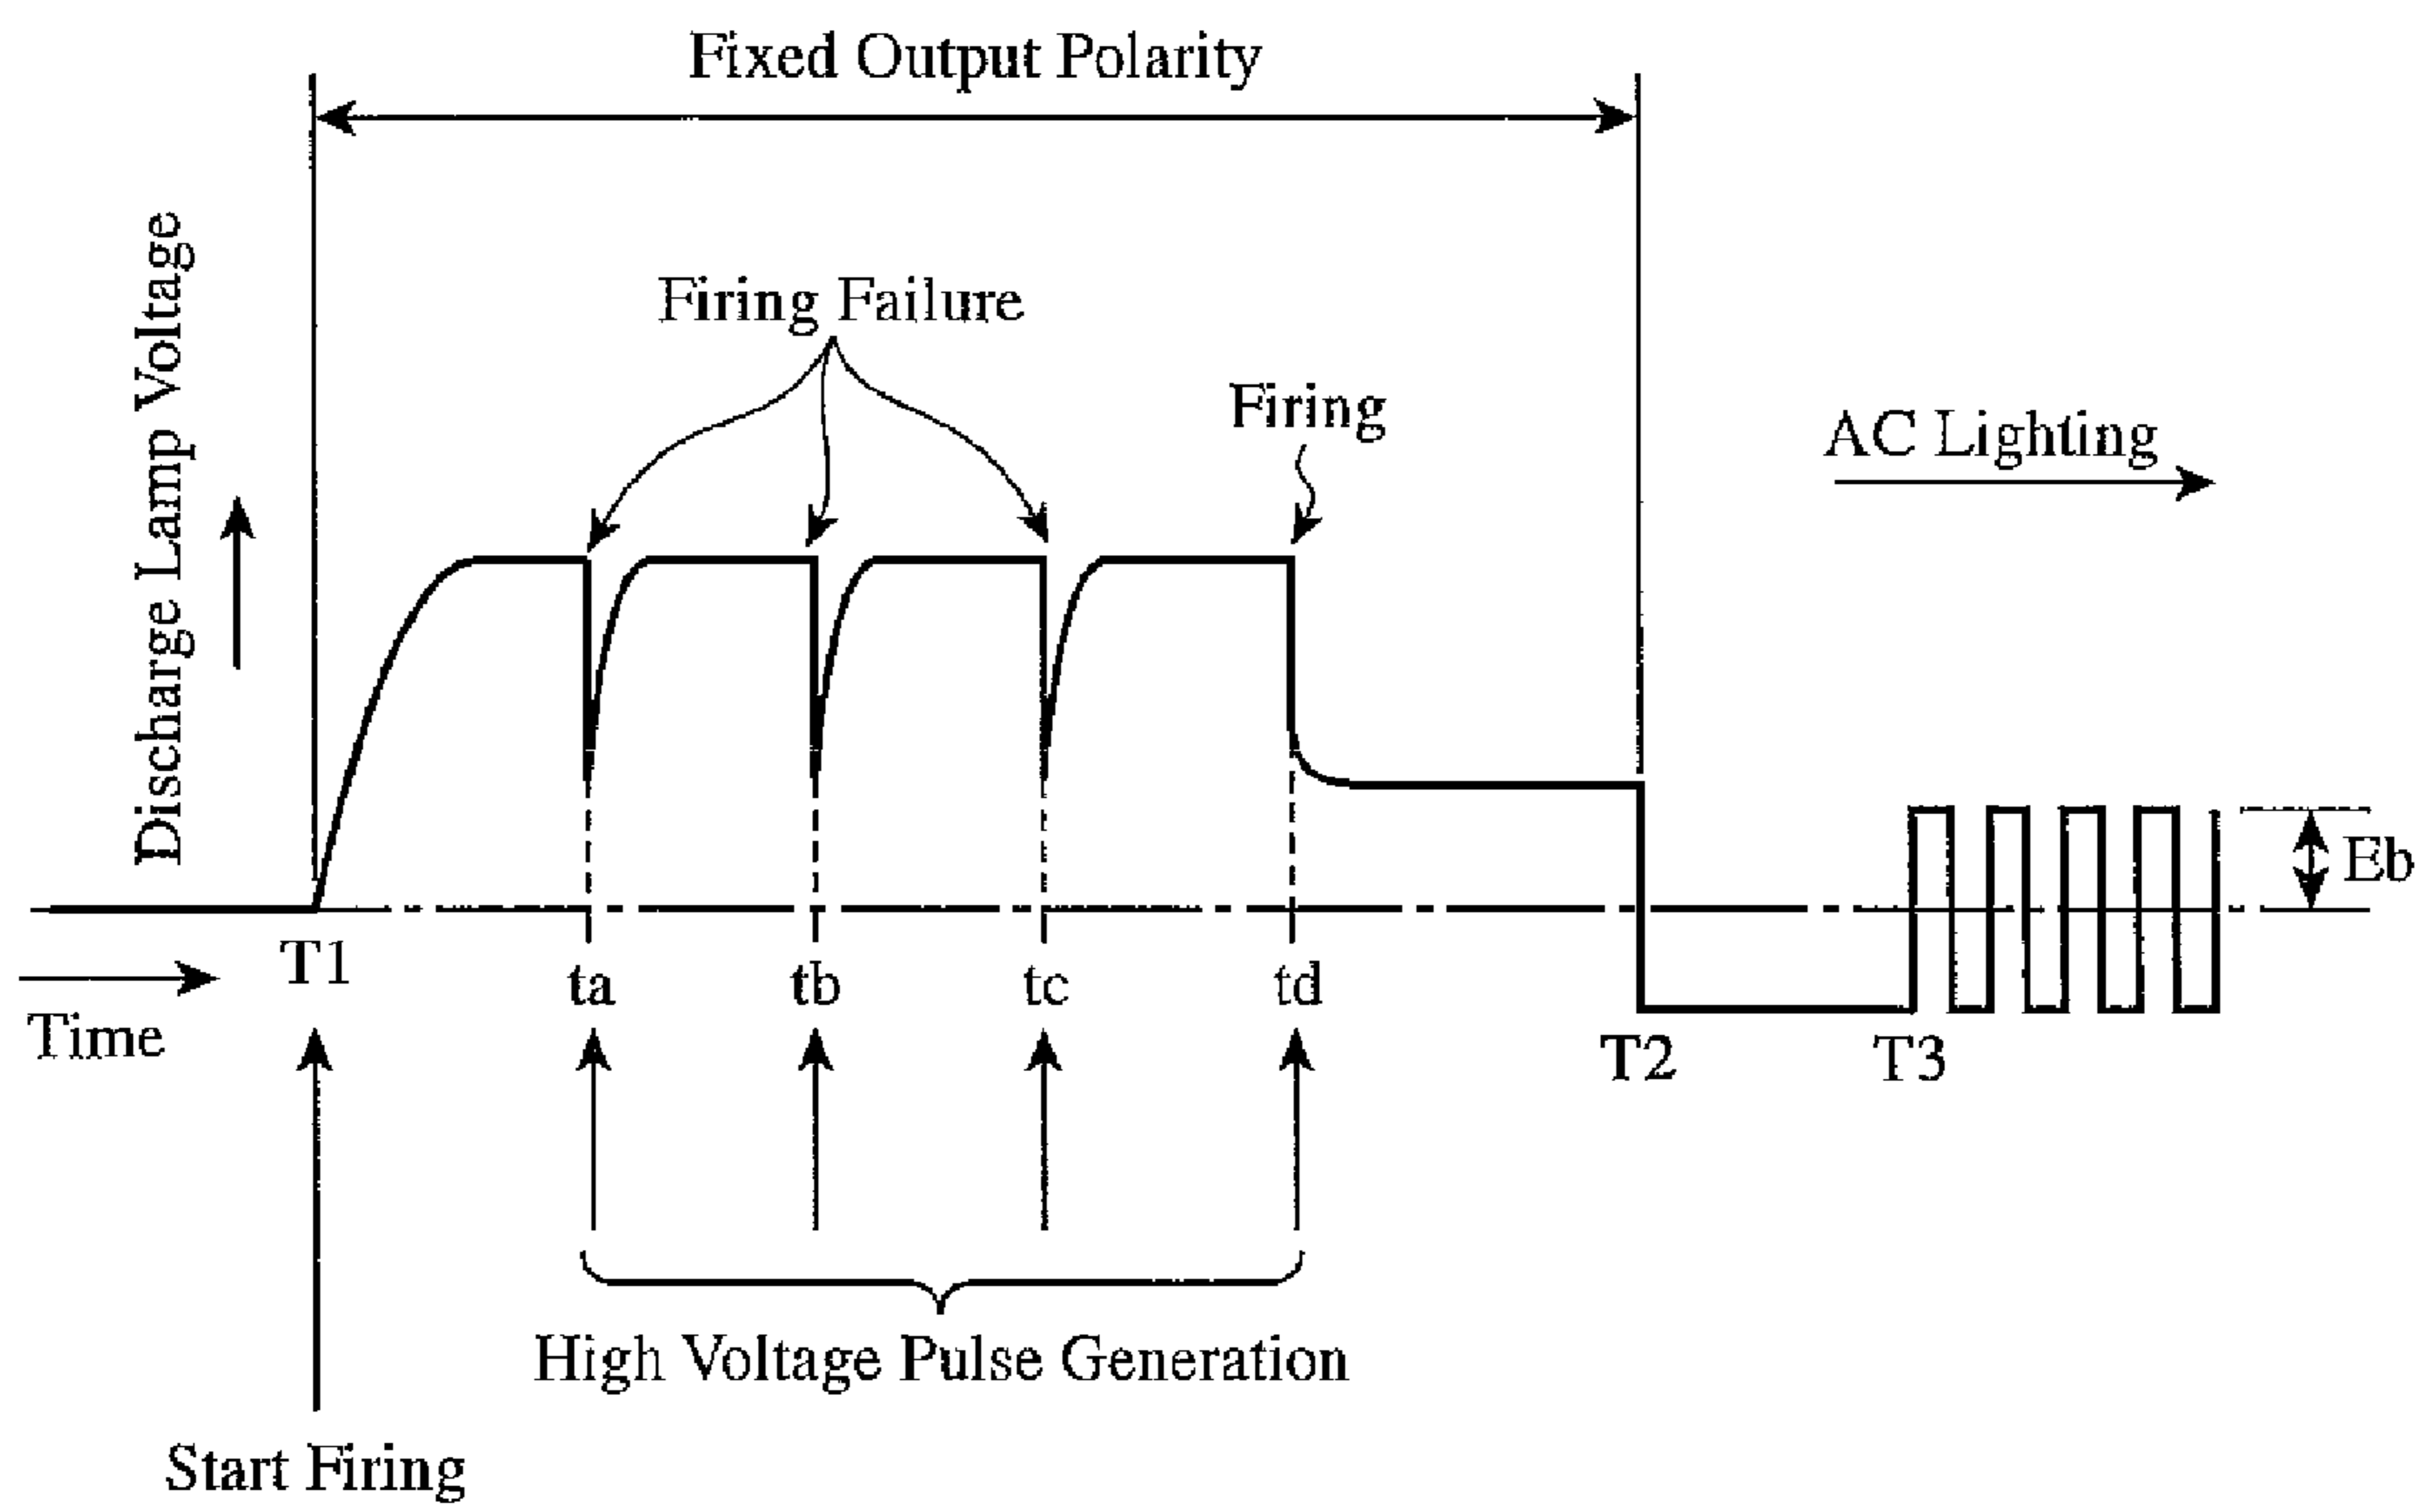 Fixed Output Polarity
Discharge Lamp Voltage
Firing Failure
Firing
AC Lighting
Eb
T1
ta
tb
tc
td
Time
T2
T3
High Voltage Pulse Generation
Start Firing